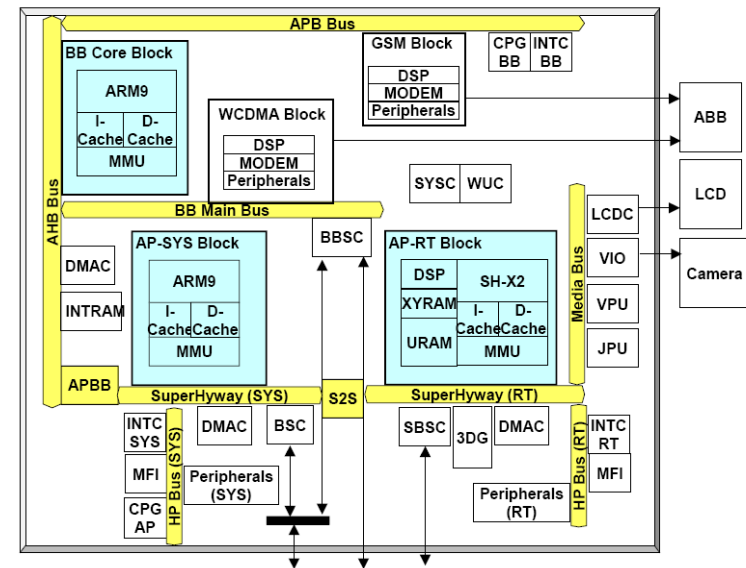 APB Bus
BB Core Block
ARM9
I-
Cache
D-
Cache
MMU
GSM Block
DSP
MODEM
Peripherals
CPG
BB
INTC
BB
WCDMA Block
DSP
MODEM
Peripherals
ABB
SYSC
WUC
LCD
AHB Bus
BB Main Bus
BBSC
LCDC
AP-SYS Block
ARM9
I-
Cache
D-
Cache
MMU
AP-RT Block
DSP
XYRAM
URAM
SH-X2
I-
Cache
D-
Cache
MMU
Media Bus
VIO
Camera
VPU
JPU
DMAC
INTRAM
APBB
SuperHyway (SYS)
S2S
SuperHyway (RT)
INTC
SYS
MFI
CPG
AP
HP Bus (SYS)
DMAC
BSC
Peripherals
(SYS)
SBSC
3DG
DMAC
Peripherals
(RT)
HP Bus (RT)
INTC
RT
MFI